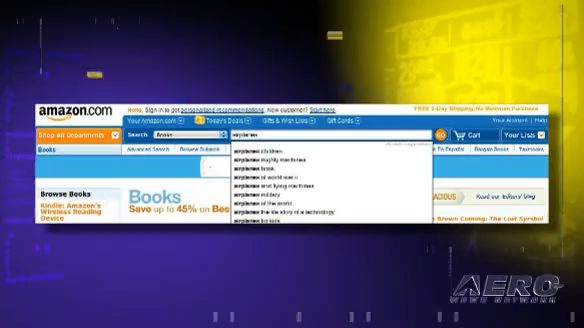 amazon.com
Hello. Sign in to get personalized recommendations. New customer? Start here.
FREE 2-Day Shipping, No Minimum Purchase
Your Amazon.com
Today's Deals
Gifts & Wish Lists
Gift Cards
Your Account | Help
Shop All Departments
Search
Books
airplanes
GO
Cart
Your Lists
Books
Advanced Search
Browse Subjects
Bargain Books
Textbooks
airplanes children
airplanes mighty machines
airplanes book
airplanes of world war ii
airplanes and flying machines
airplanes military
airplanes of the world
airplanes the life story of a technology
airplanes for kids
Browse Books
Kindle: Amazon's
Wireless Reading
Device
Books
Save up to 45% on Bes
ACIOUS
Read our Editors' blog
Brown Coming: The Lost Symbol
AERO
NEWS NETWORK